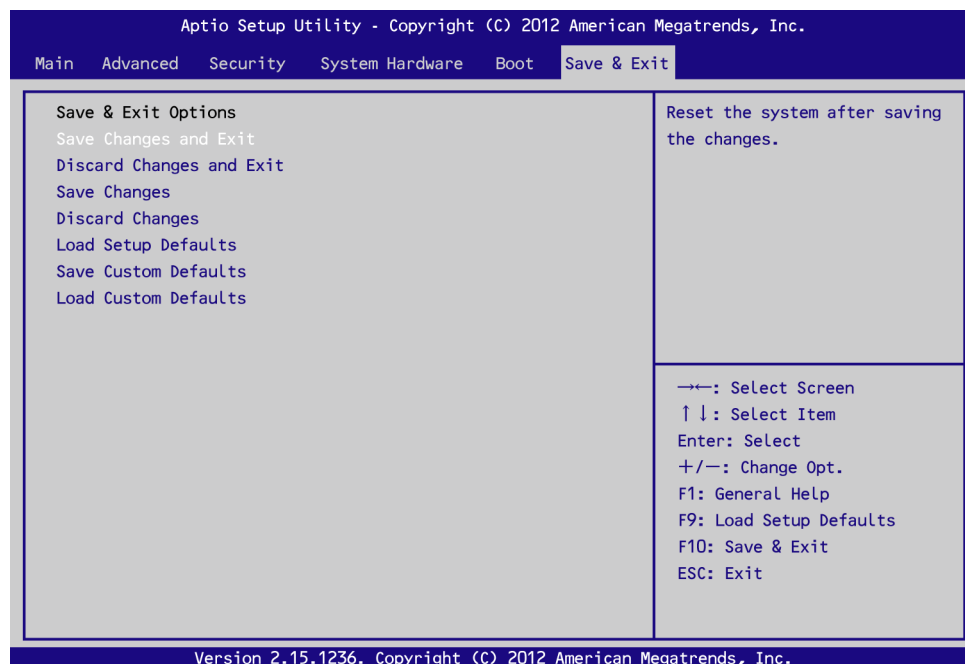 Aptio Setup Utility - Copyright (C) 2012 American Megatrends, Inc.
Main Advanced Security System Hardware Boot Save & Exit
Save & Exit Options
Save Changes and Exit
Discard Changes and Exit
Save Changes
Discard Changes
Load Setup Defaults
Save Custom Defaults
Load Custom Defaults
Reset the system after saving
the changes.
→←: Select Screen
↑↓: Select Item
Enter: Select
+/−: Change Opt.
F1: General Help
F9: Load Setup Defaults
F10: Save & Exit
ESC: Exit
Version 2.15.1236. Copyright (C) 2012 American Megatrends, Inc.